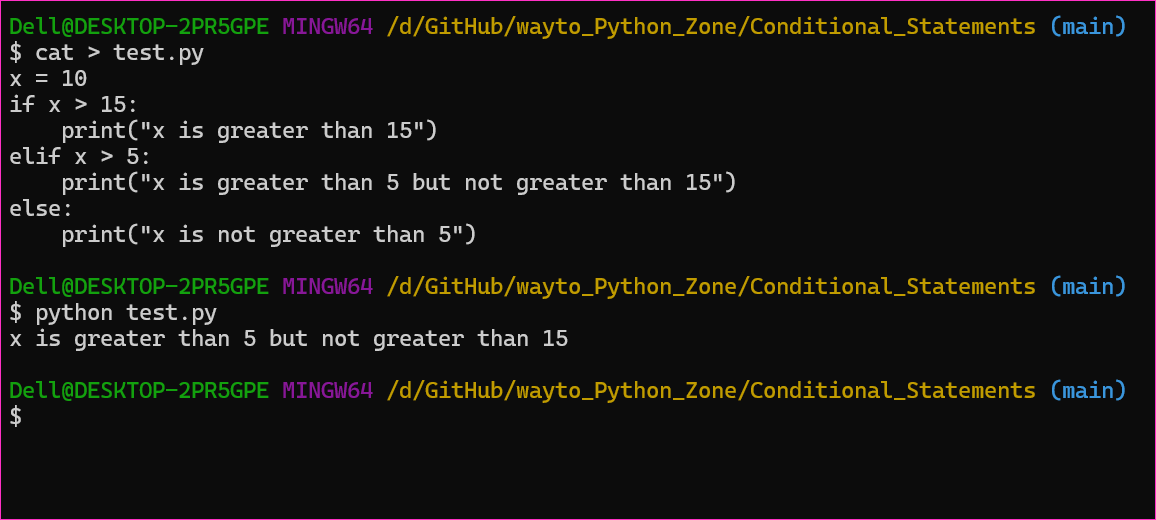 Dell@DESKTOP-2PR5GPE MINGW64 /d/GitHub/wayto_Python_Zone/Conditional_Statements (main)
$ cat > test.py
x = 10
if x > 15:
    print("x is greater than 15")
elif x > 5:
    print("x is greater than 5 but not greater than 15")
else:
    print("x is not greater than 5")
Dell@DESKTOP-2PR5GPE MINGW64 /d/GitHub/wayto_Python_Zone/Conditional_Statements (main)
$ python test.py
x is greater than 5 but not greater than 15
Dell@DESKTOP-2PR5GPE MINGW64 /d/GitHub/wayto_Python_Zone/Conditional_Statements (main)
$